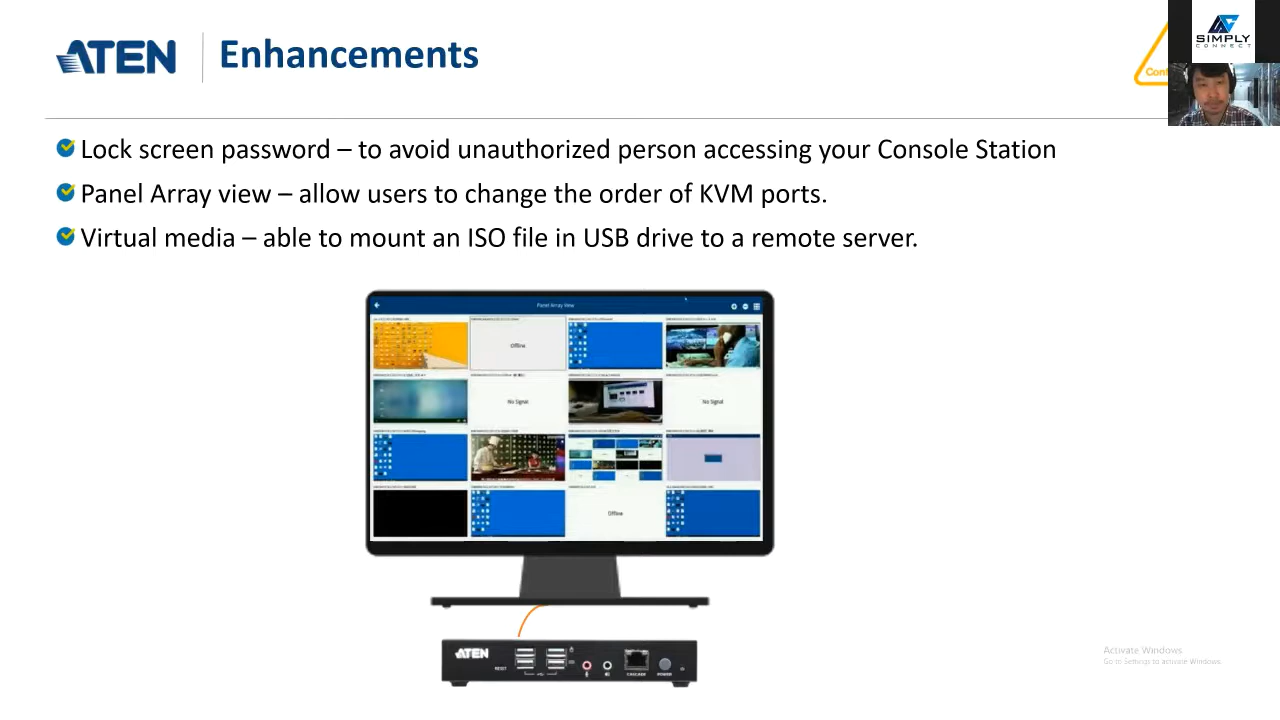 ATEN
Enhancements
SIMPLY
CONNECT
Lock screen password – to avoid unauthorized person accessing your Console Station
Panel Array view – allow users to change the order of KVM ports.
Virtual media – able to mount an ISO file in USB drive to a remote server.
Panel Array View
Offline
No Signal
No Signal
Offline
ATEN
RESET
Activate Windows
Go to Settings to activate Windows.